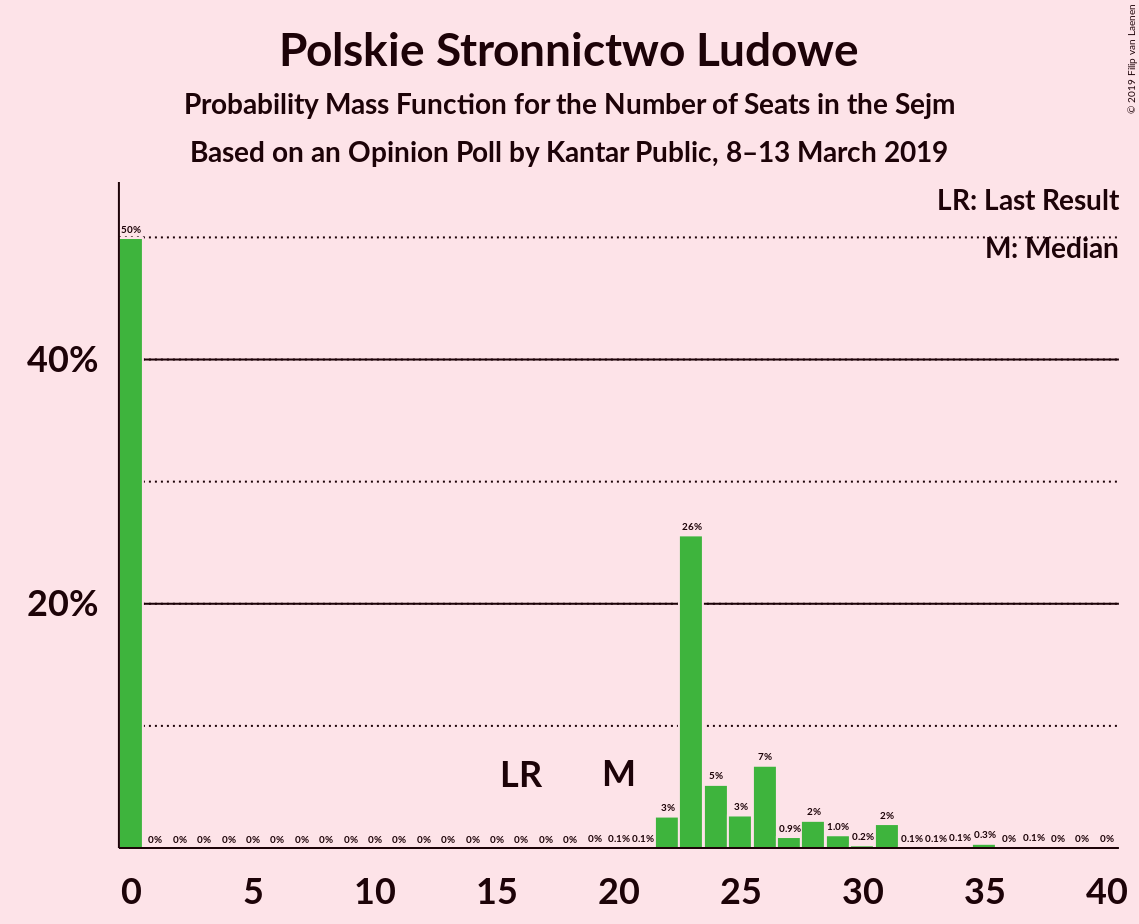 © 2019 Filip van Laenen
Polskie Stronnictwo Ludowe
Probability Mass Function for the Number of Seats in the Sejm
Based on an Opinion Poll by Kantar Public, 8–13 March 2019
LR: Last Result
M: Median
50%
40%
26%
20%
LR M
7%
5%
3% 3% 2% 2%
0.9% 1.0%
0% 0% 0% 0% 0% 0% 0% 0% 0% 0% 0% 0% 0% 0% 0% 0% 0% 0% 0% 0.1% 0.1% 0.2% 0.1% 0.1% 0.1% 0.3% 0% 0.1% 0% 0% 0%
0 5 10 15 20 25 30 35 40